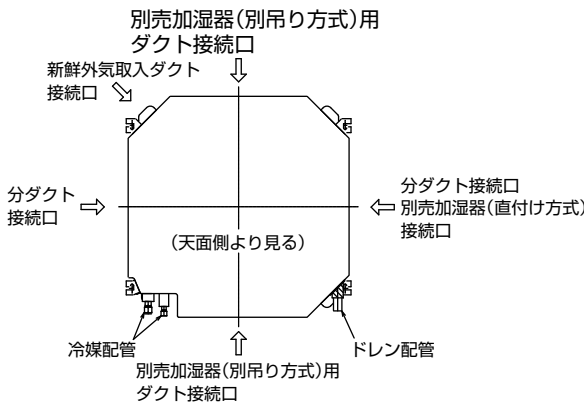 別売加湿器(別吊り方式)用
ダクト接続口
新鮮外気取入ダクト
接続口
分ダクト
接続口
分ダクト接続口
別売加湿器(直付け方式)
接続口
(天面側より見る)
冷媒配管
ドレン配管
別売加湿器(別吊り方式)用
ダクト接続口